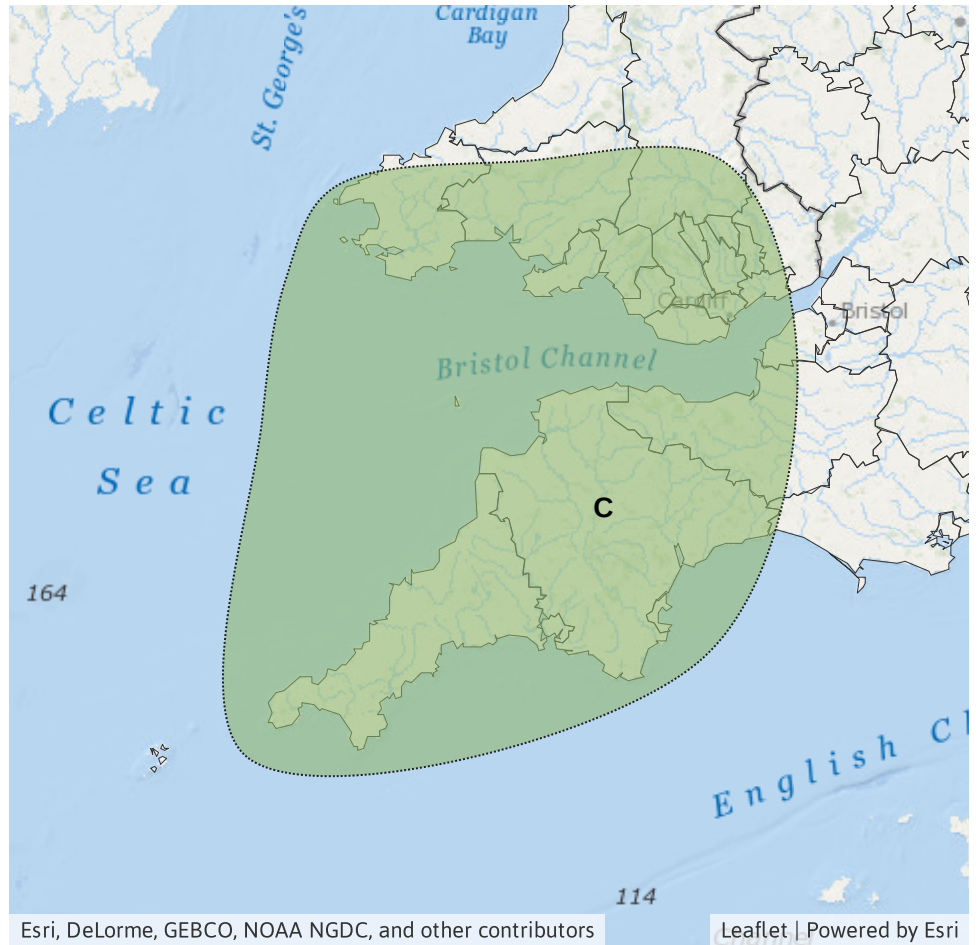 Cardigan
Bay
St. George's
Cardiff
Bristol
Bristol Channel
Celtic
Sea
C
164
English Ch
114
Channel
Esri, DeLorme, GEBCO, NOAA NGDC, and other contributors
Leaflet | Powered by Esri